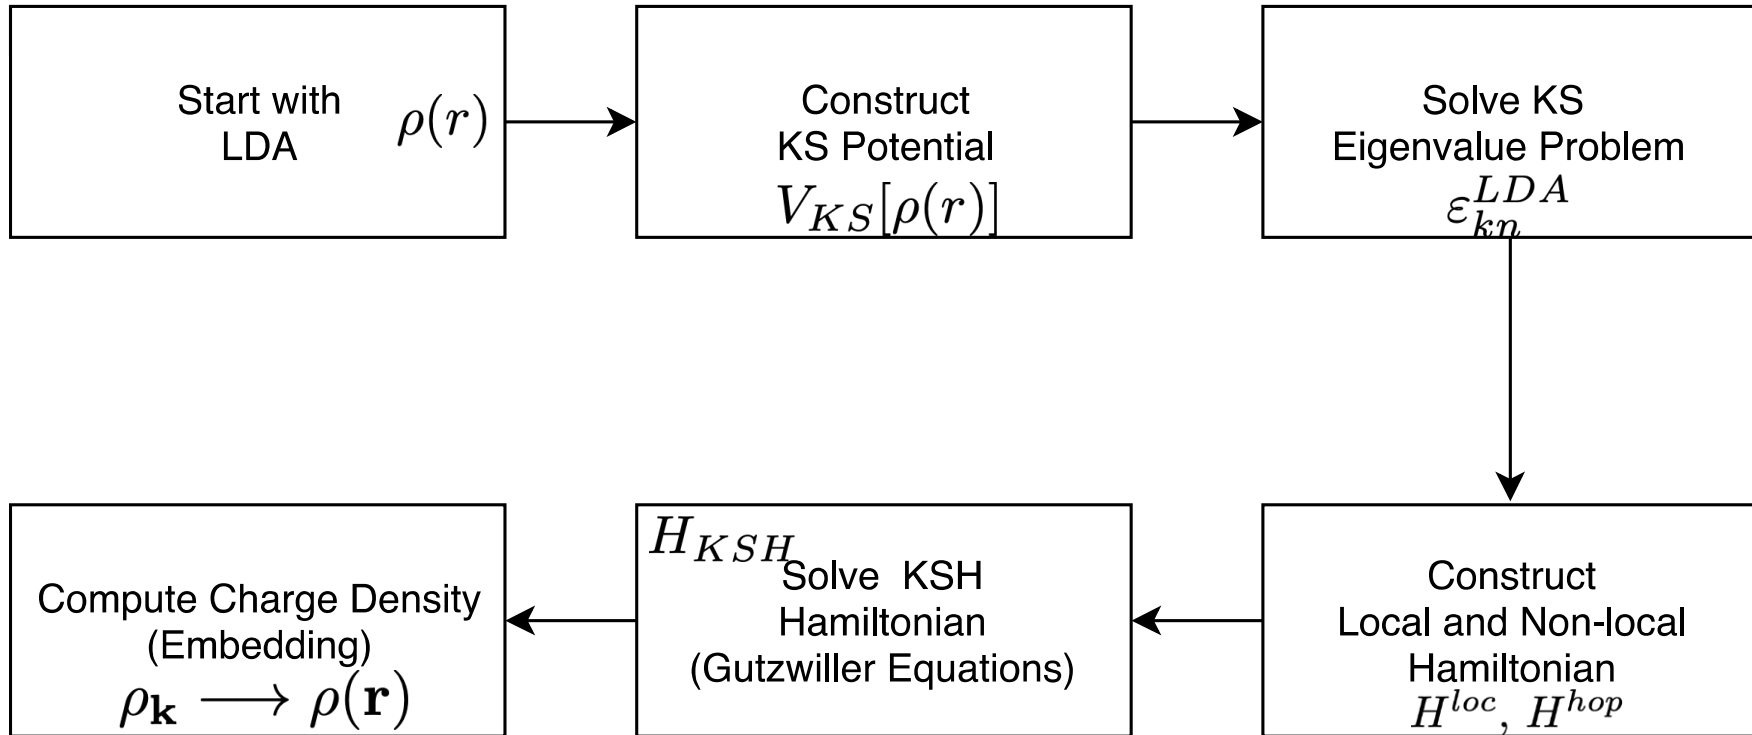 Start with
LDA
ρ(r)
Construct
KS Potential
V_{KS}[ρ(r)]
Solve KS
Eigenvalue Problem
ε_{kn}^{LDA}
Compute Charge Density
(Embedding)
ρ_𝐤 ⟶ ρ(𝐫)
H_{KSH}
Solve KSH
Hamiltonian
(Gutzwiller Equations)
Construct
Local and Non-local
Hamiltonian
H^{loc}, H^{hop}